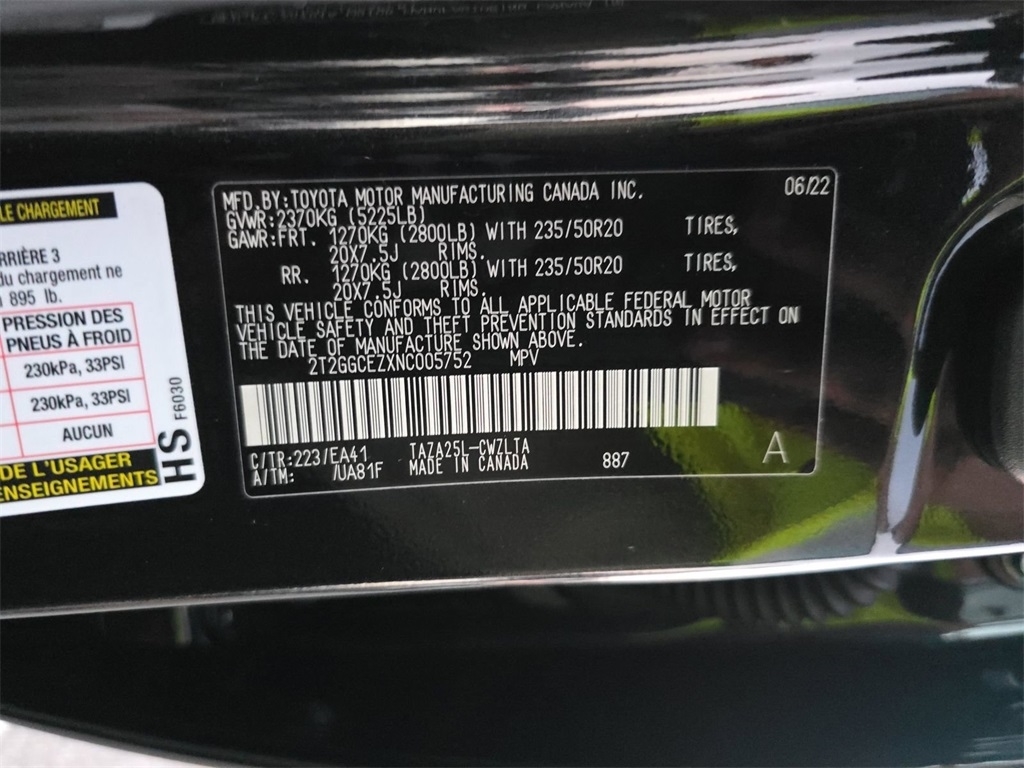 LE CHARGEMENT
RRIÈRE 3
du chargement ne
895 lb.
PRESSION DES
PNEUS À FROID
230kPa, 33PSI
230kPa, 33PSI
AUCUN
DE L'USAGER
ENSEIGNEMENTS
HS F6030
MFD.BY:TOYOTA MOTOR MANUFACTURING CANADA INC. 06/22
GVWR:2370KG (5225LB)
GAWR:FRT. 1270KG (2800LB) WITH 235/50R20 TIRES,
20X7.5J RIMS.
RR. 1270KG (2800LB) WITH 235/50R20 TIRES,
20X7.5J RIMS.
THIS VEHICLE CONFORMS TO ALL APPLICABLE FEDERAL MOTOR
VEHICLE SAFETY AND THEFT PREVENTION STANDARDS IN EFFECT ON
THE DATE OF MANUFACTURE SHOWN ABOVE.
2T2GGCEZXNC005752 MPV
C/TR:223/EA41 TAZA25L-CWZLTA
A/TM: /UA81F MADE IN CANADA 887 A